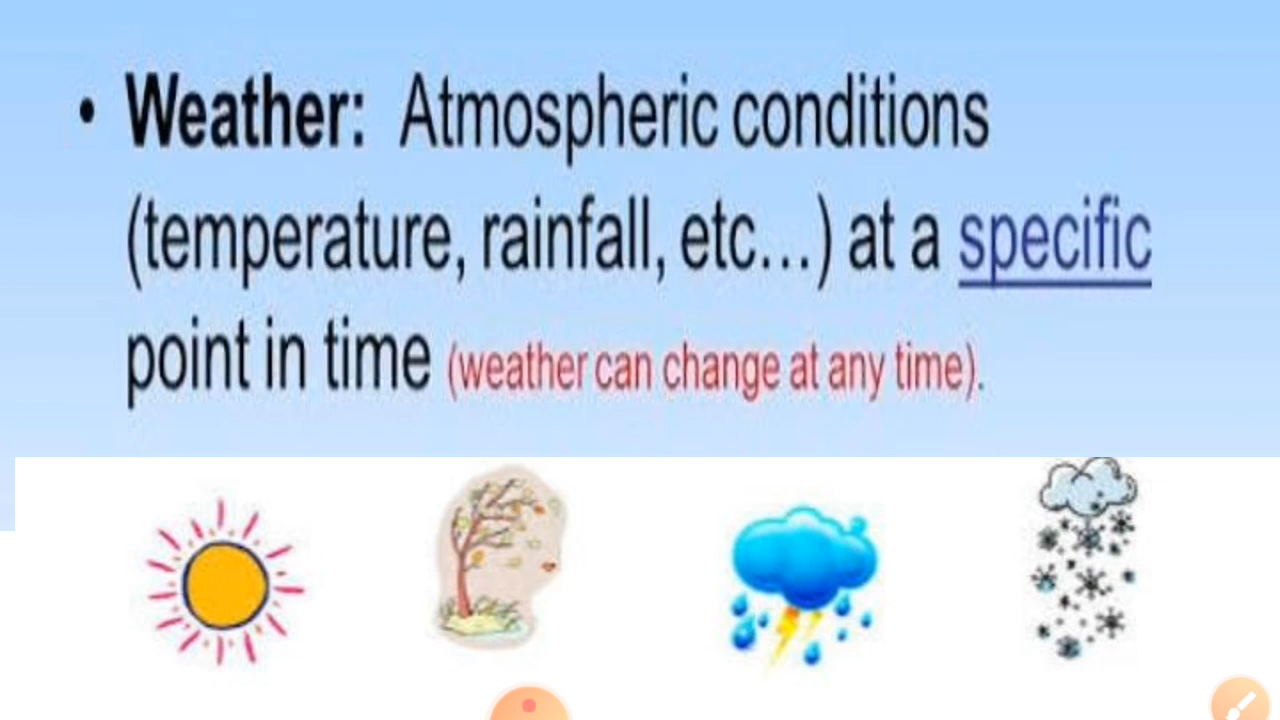 • Weather: Atmospheric conditions
(temperature, rainfall, etc…) at a specific
point in time (weather can change at any time).